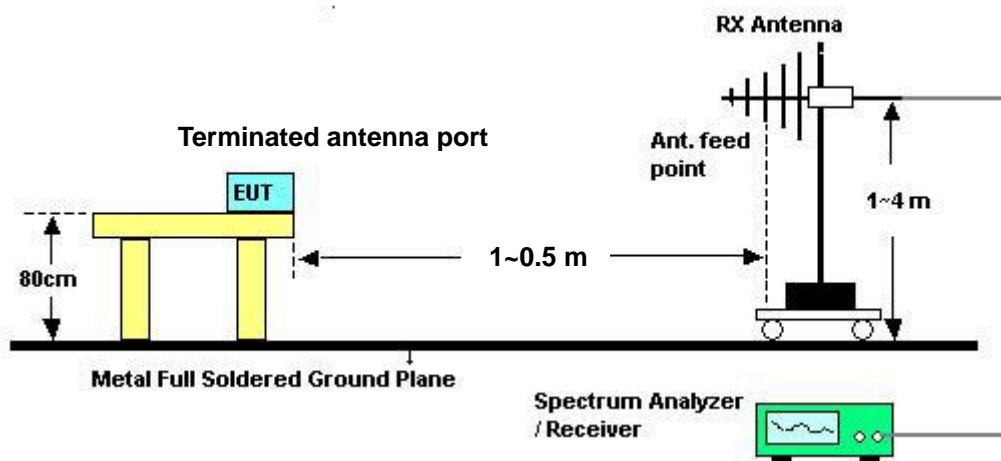 RX Antenna
Terminated antenna port
Ant. feed
point
EUT
1~4 m
1~0.5 m
80cm
Metal Full Soldered Ground Plane
Spectrum Analyzer
/ Receiver